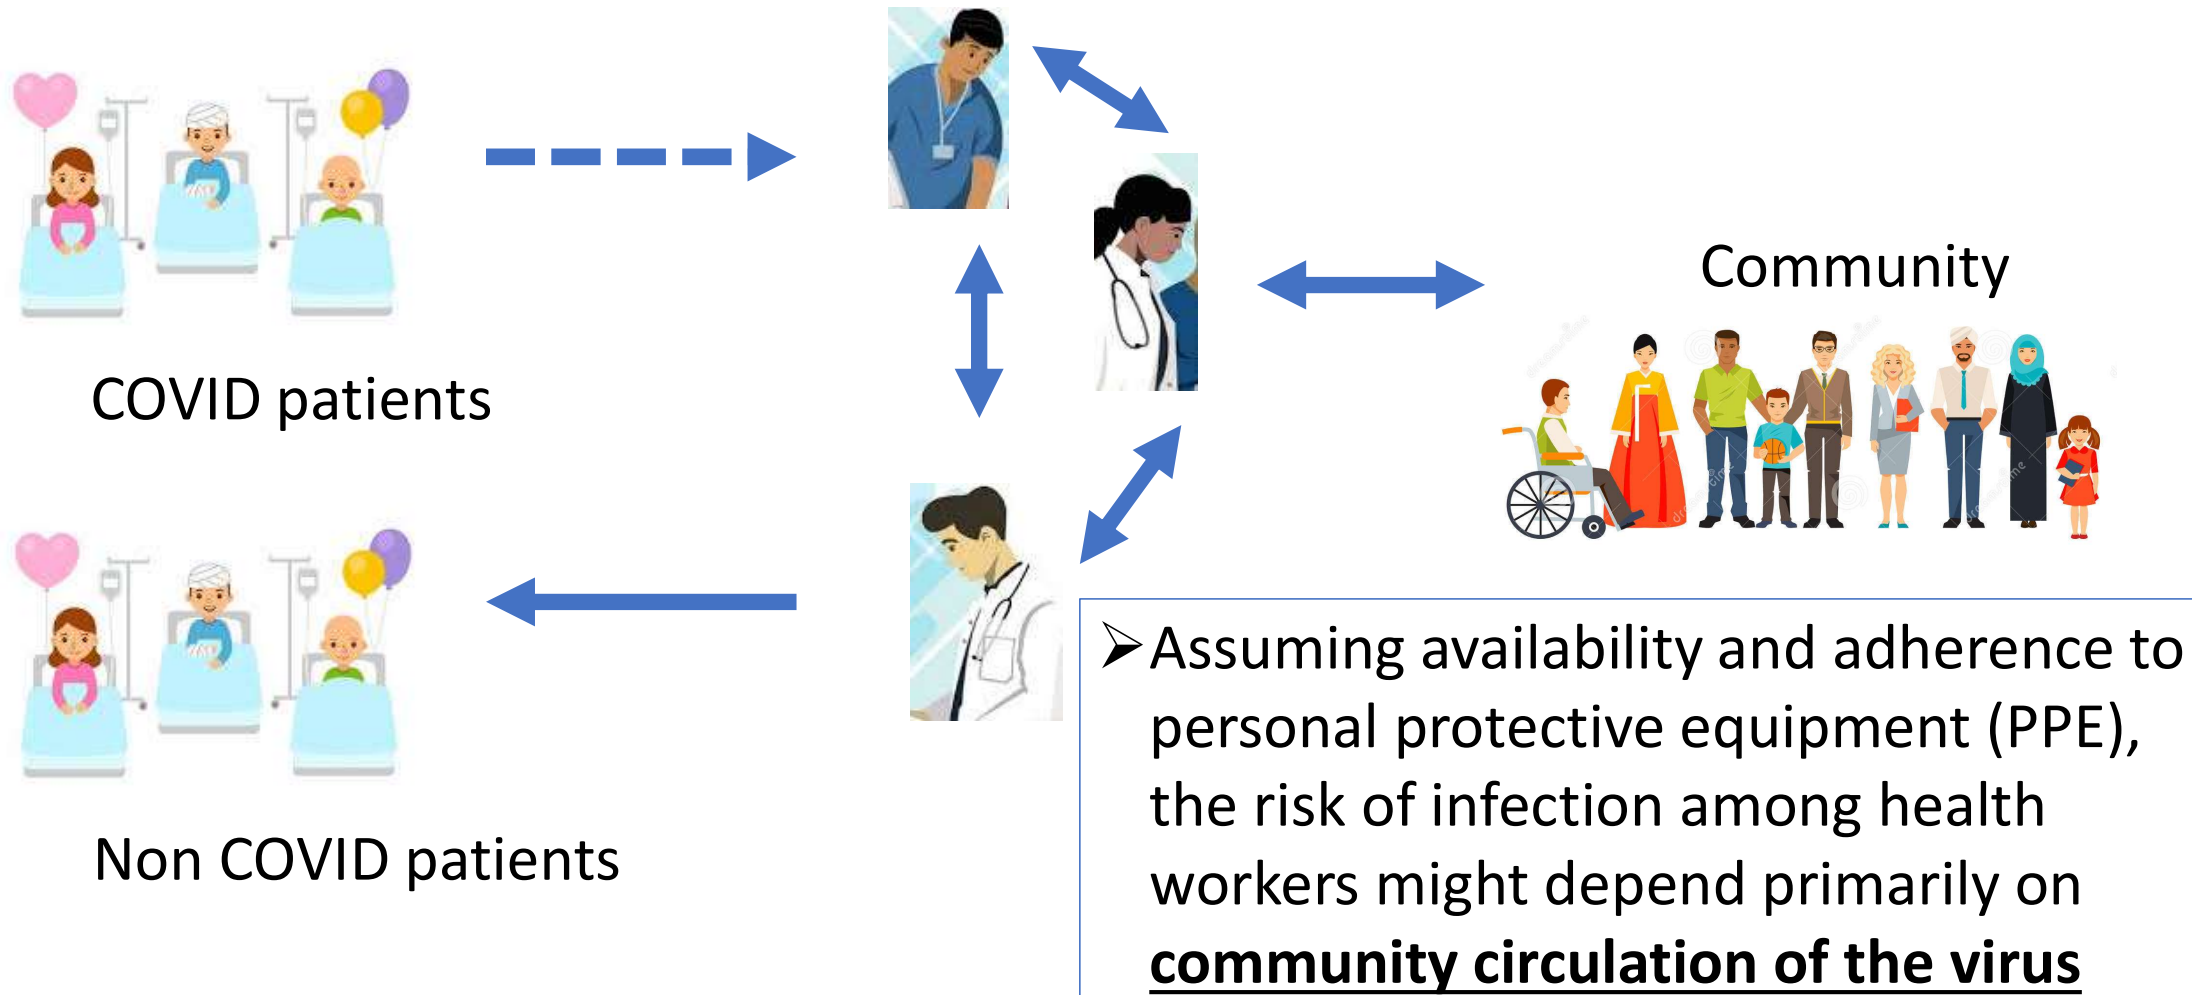 Community
COVID patients
Non COVID patients
➢Assuming availability and adherence to
personal protective equipment (PPE),
the risk of infection among health
workers might depend primarily on
community circulation of the virus